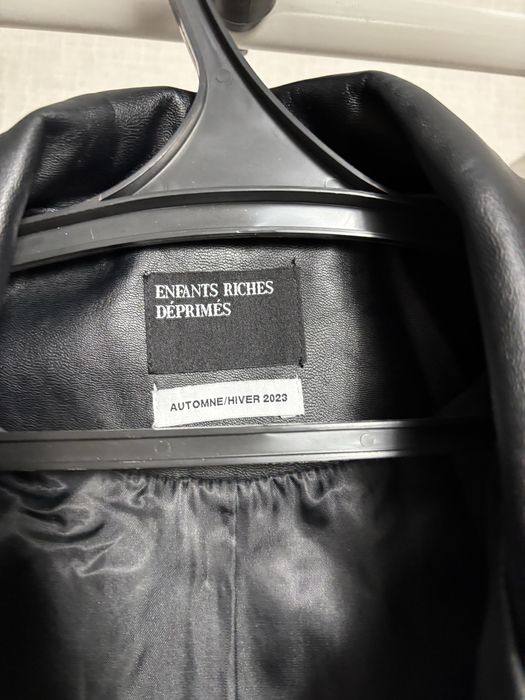 ENFANTS RICHES
DÉPRIMÉS
AUTOMNE/HIVER 2023